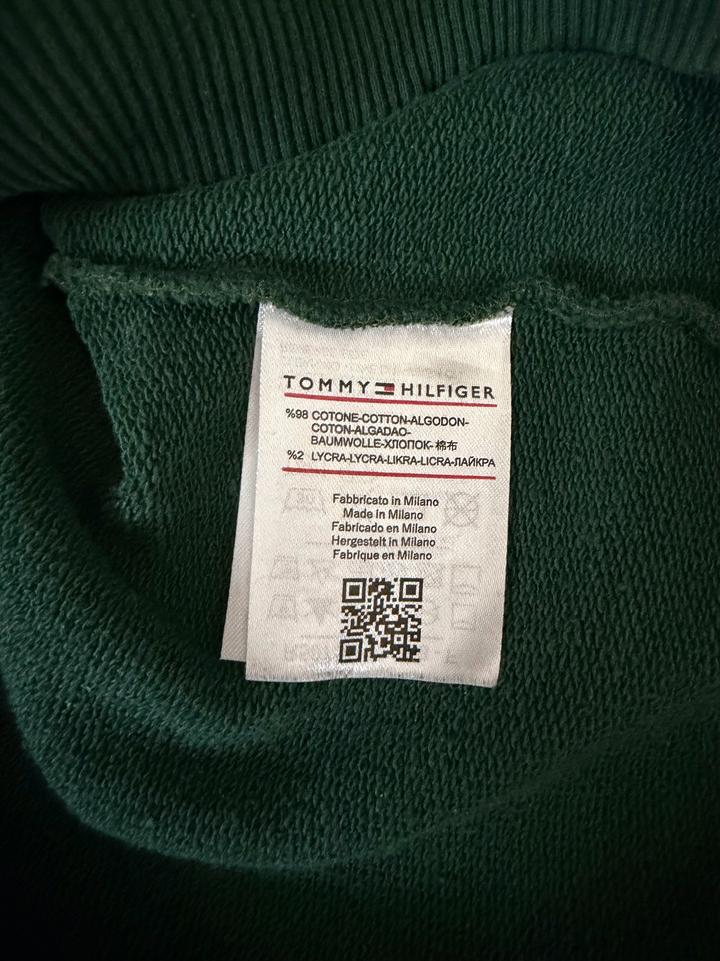 TOMMY HILFIGER
%98 COTONE-COTTON-ALGODON-
COTON-ALGADAO-
BAUMWOLLE-ХЛОПОК-棉布
%2 LYCRA-LYCRA-LIKRA-LICRA-ЛАЙКРА
Fabbricato in Milano
Made in Milano
Fabricado en Milano
Hergestelt in Milano
Fabrique en Milano